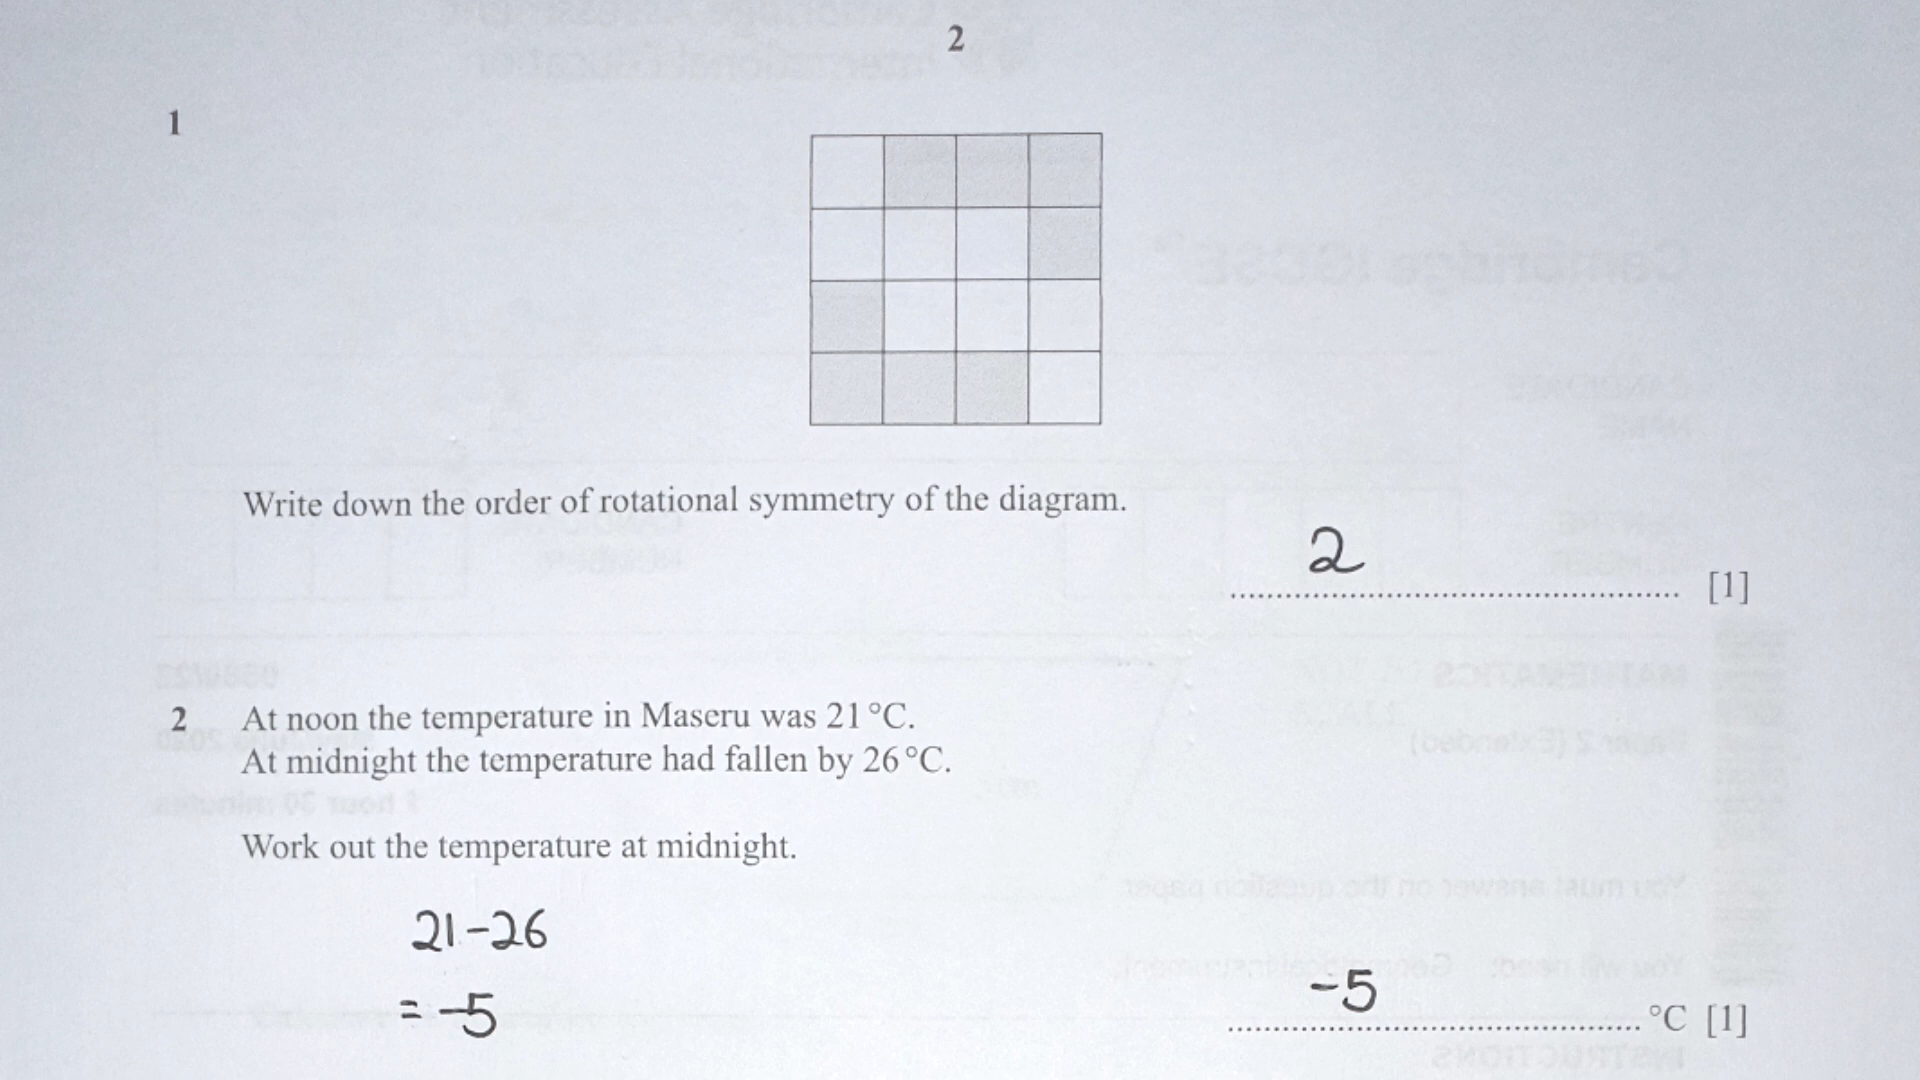 2
1
Write down the order of rotational symmetry of the diagram.
2
[1]
2 At noon the temperature in Maseru was 21 °C.
At midnight the temperature had fallen by 26 °C.
Work out the temperature at midnight.
21-26
= -5
-5
°C [1]